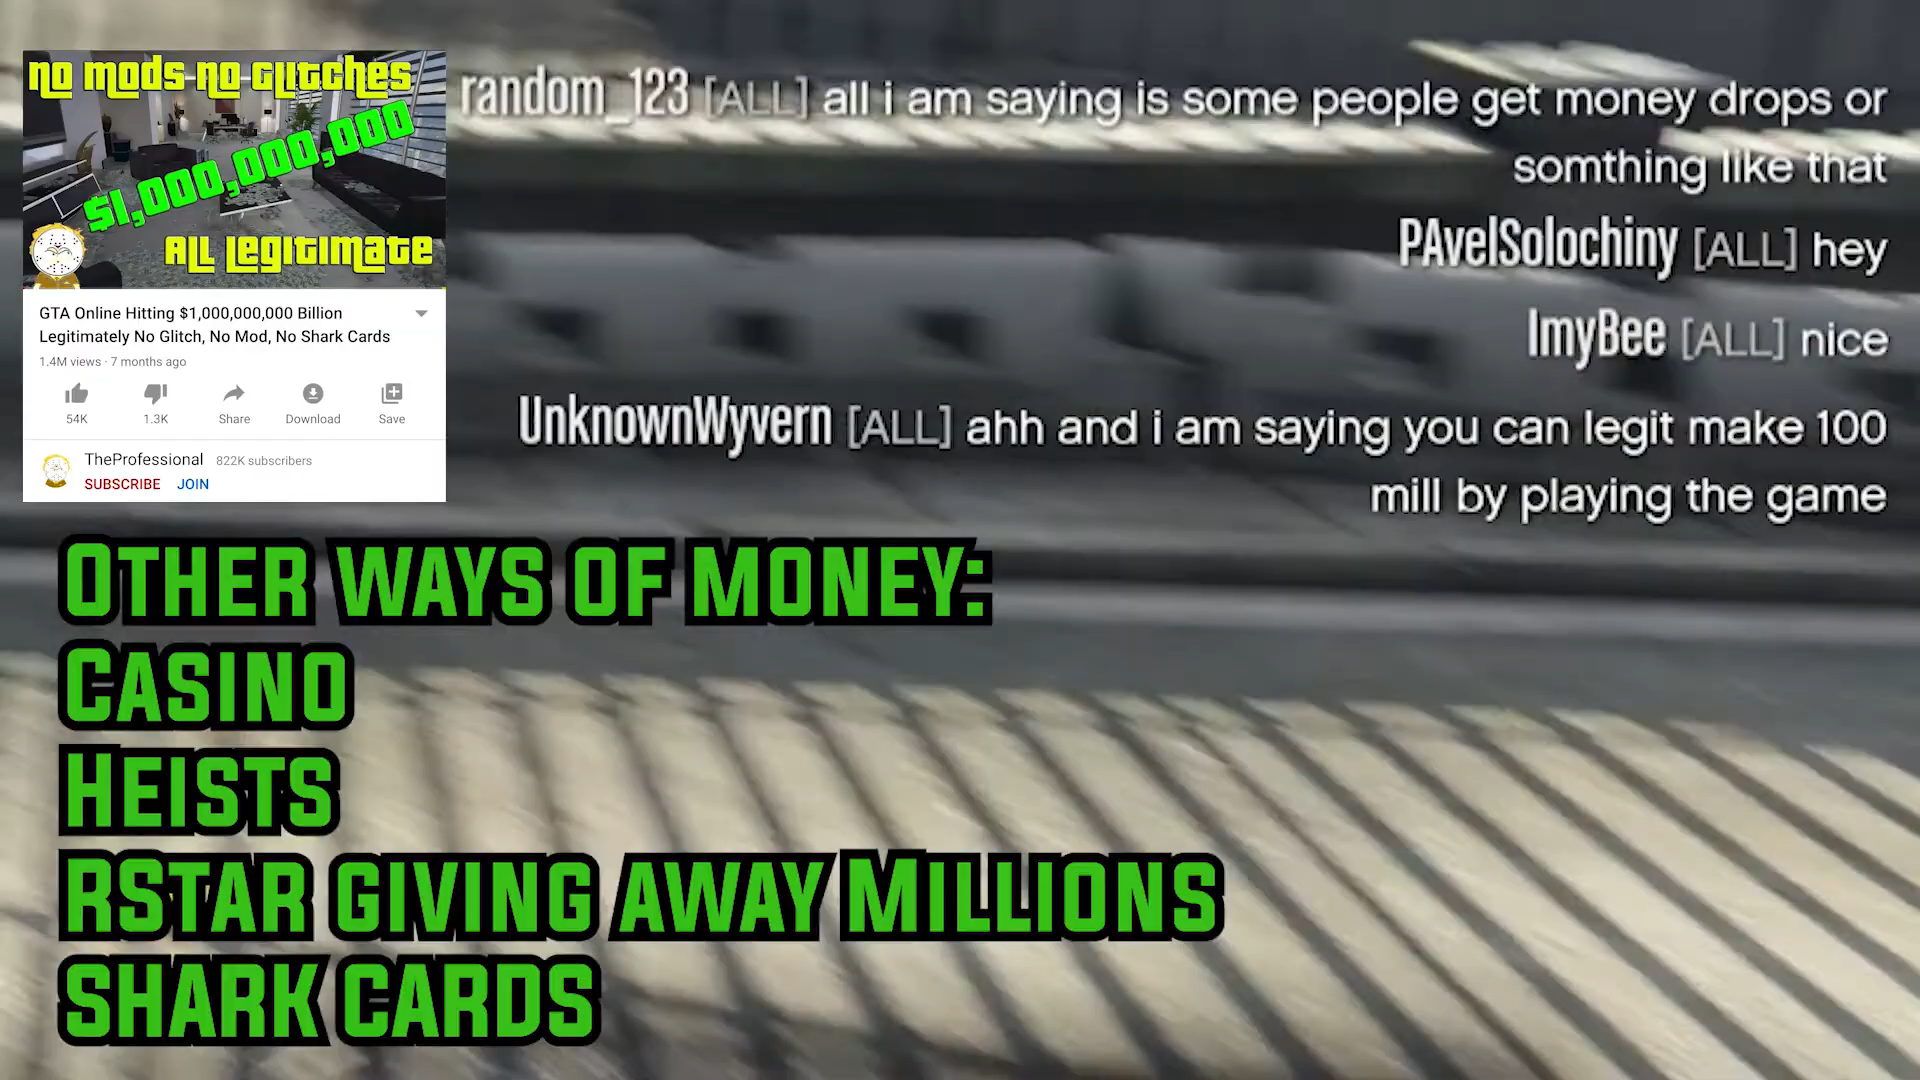 no mods no glitches
$1,000,000,000
All legitimate
GTA Online Hitting $1,000,000,000 Billion
Legitimately No Glitch, No Mod, No Shark Cards
1.4M views · 7 months ago
54K
1.3K
Share
Download
Save
TheProfessional 822K subscribers
SUBSCRIBE JOIN
random_123 [ALL] all i am saying is some people get money drops or
somthing like that
PAvelSolochiny [ALL] hey
ImyBee [ALL] nice
UnknownWyvern [ALL] ahh and i am saying you can legit make 100
mill by playing the game
Other ways of money:
Casino
Heists
RStar giving away Millions
Shark cards